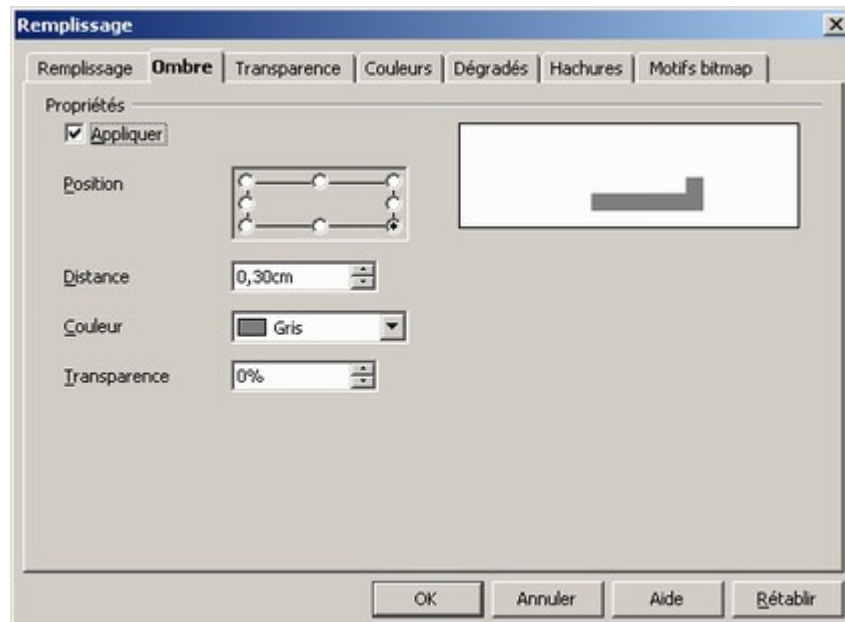 Remplissage
Remplissage Ombre Transparence Couleurs Dégradés Hachures Motifs bitmap
Propriétés
Appliquer
Position
Distance 0,30cm
Couleur Gris
Transparence 0%
OK Annuler Aide Rétablir